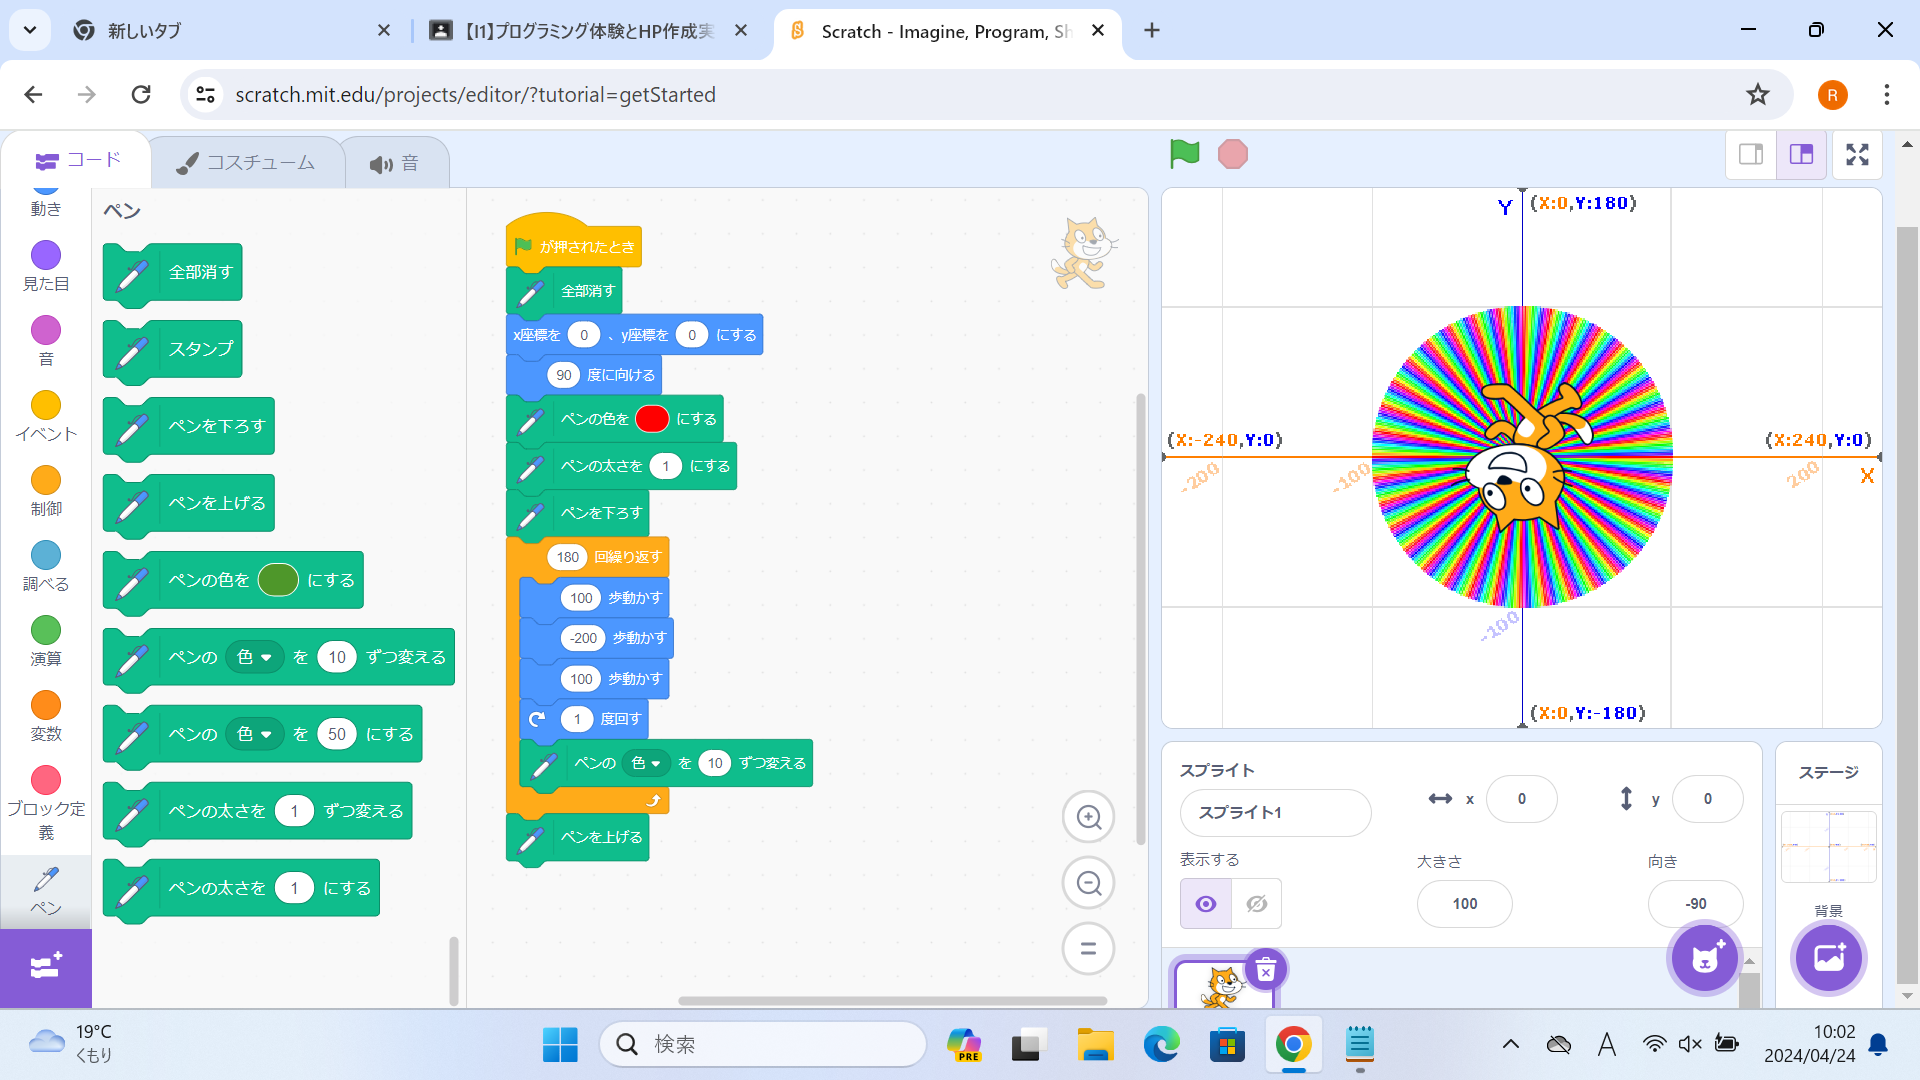 新しいタブ
【I1】プログラミング体験とHP作成実
Scratch - Imagine, Program, Sh
scratch.mit.edu/projects/editor/?tutorial=getStarted
R
コード
コスチューム
音
動き
見た目
音
イベント
制御
調べる
演算
変数
ブロック定
義
ペン
ペン
全部消す
スタンプ
ペンを下ろす
ペンを上げる
ペンの色を にする
ペンの 色 を 10 ずつ変える
ペンの 色 を 50 にする
ペンの太さを 1 ずつ変える
ペンの太さを 1 にする
が押されたとき
全部消す
x座標を 0 、y座標を 0 にする
90 度に向ける
ペンの色を にする
ペンの太さを 1 にする
ペンを下ろす
180 回繰り返す
100 歩動かす
-200 歩動かす
100 歩動かす
1 度回す
ペンの 色 を 10 ずつ変える
ペンを上げる
Y (X:0,Y:180)
(X:-240,Y:0)
(X:240,Y:0)
-200
-100
200
X
-100
(X:0,Y:-180)
スプライト
スプライト1
x 0
y 0
表示する
大きさ
向き
100
-90
ステージ
背景
19°C
くもり
検索
PRE
A
10:02
2024/04/24